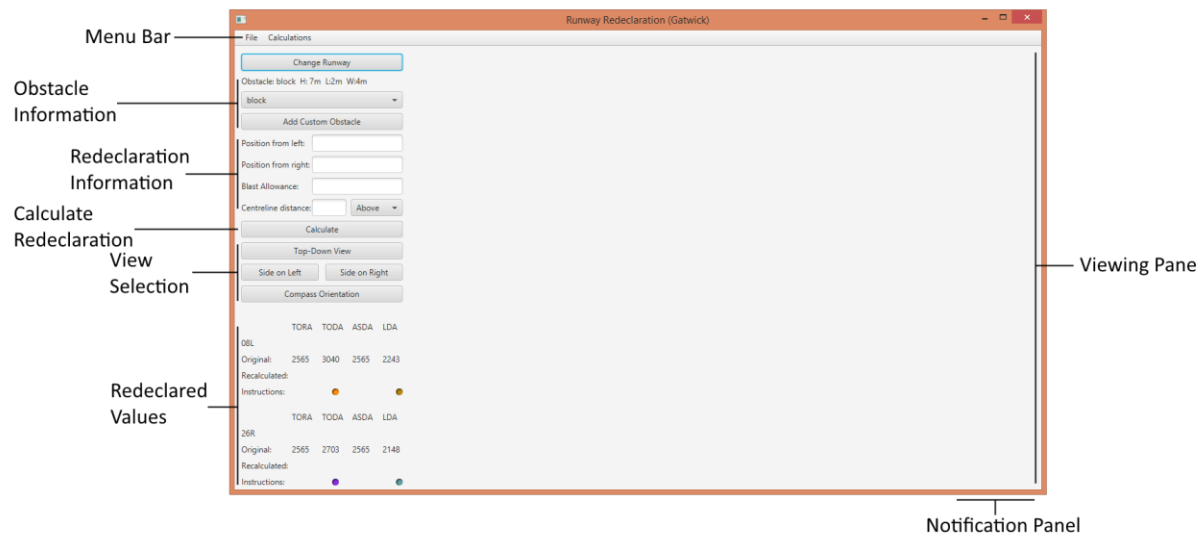 Runway Redeclaration (Gatwick)
Menu Bar
File Calculations
Change Runway
Obstacle: block H: 7m L:2m W:4m
Obstacle
Information
block
Add Custom Obstacle
Position from left:
Redeclaration
Information
Position from right:
Blast Allowance:
Centreline distance: Above
Calculate
Redeclaration
Calculate
View
Selection
Top-Down View
Side on Left Side on Right
Compass Orientation
Viewing Pane
TORA TODA ASDA LDA
08L
Original: 2565 3040 2565 2243
Recalculated:
Instructions:
Redeclared
Values
TORA TODA ASDA LDA
26R
Original: 2565 2703 2565 2148
Recalculated:
Instructions:
Notification Panel